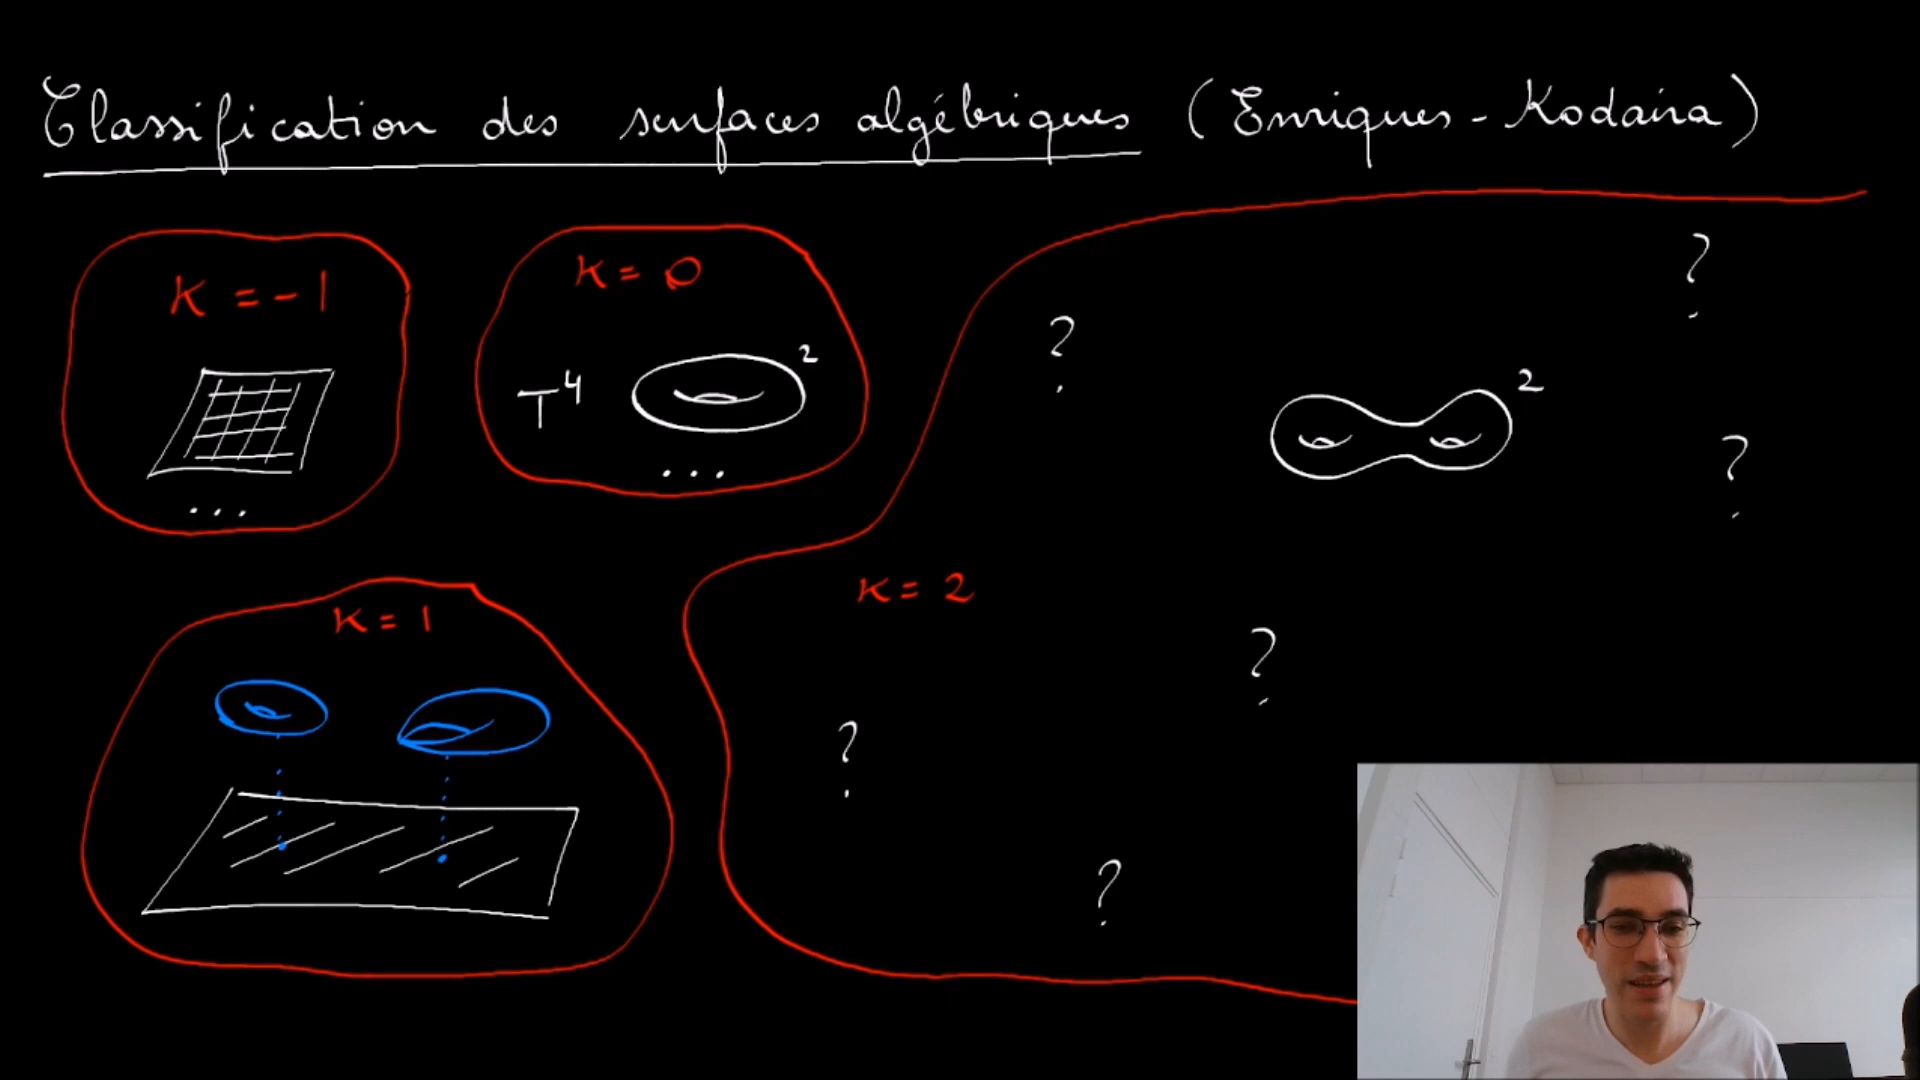 Classification des surfaces algébriques (Enriques-Kodaira)
K = -1
...
K = 0
T⁴ ²
...
?
?
²
?
K = 2
?
?
?
K = 1